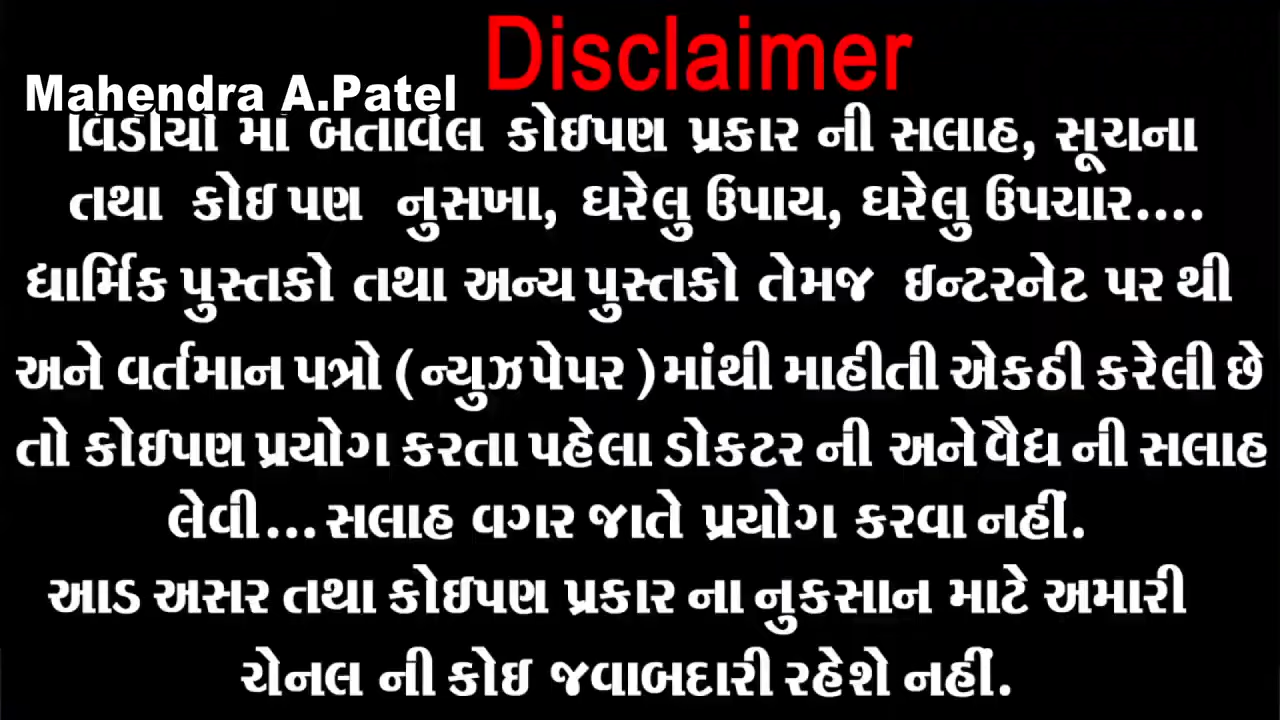 Disclaimer
Mahendra A.Patel
વિડીયો માં બતાવેલ કોઇપણ પ્રકાર ની સલાહ, સૂચના
તથા કોઇ પણ નુસખા, ઘરેલુ ઉપાય, ઘરેલુ ઉપચાર....
ધાર્મિક પુસ્તકો તથા અન્ય પુસ્તકો તેમજ ઇન્ટરનેટ પર થી
અને વર્તમાન પત્રો ( ન્યુઝપેપર ) માંથી માહીતી એકઠી કરેલી છે
તો કોઇપણ પ્રયોગ કરતા પહેલા ડોકટર ની અને વૈદ્ય ની સલાહ
લેવી... સલાહ વગર જાતે પ્રયોગ કરવા નહીં.
આડ અસર તથા કોઇપણ પ્રકાર ના નુકસાન માટે અમારી
ચેનલ ની કોઇ જવાબદારી રહેશે નહીં.